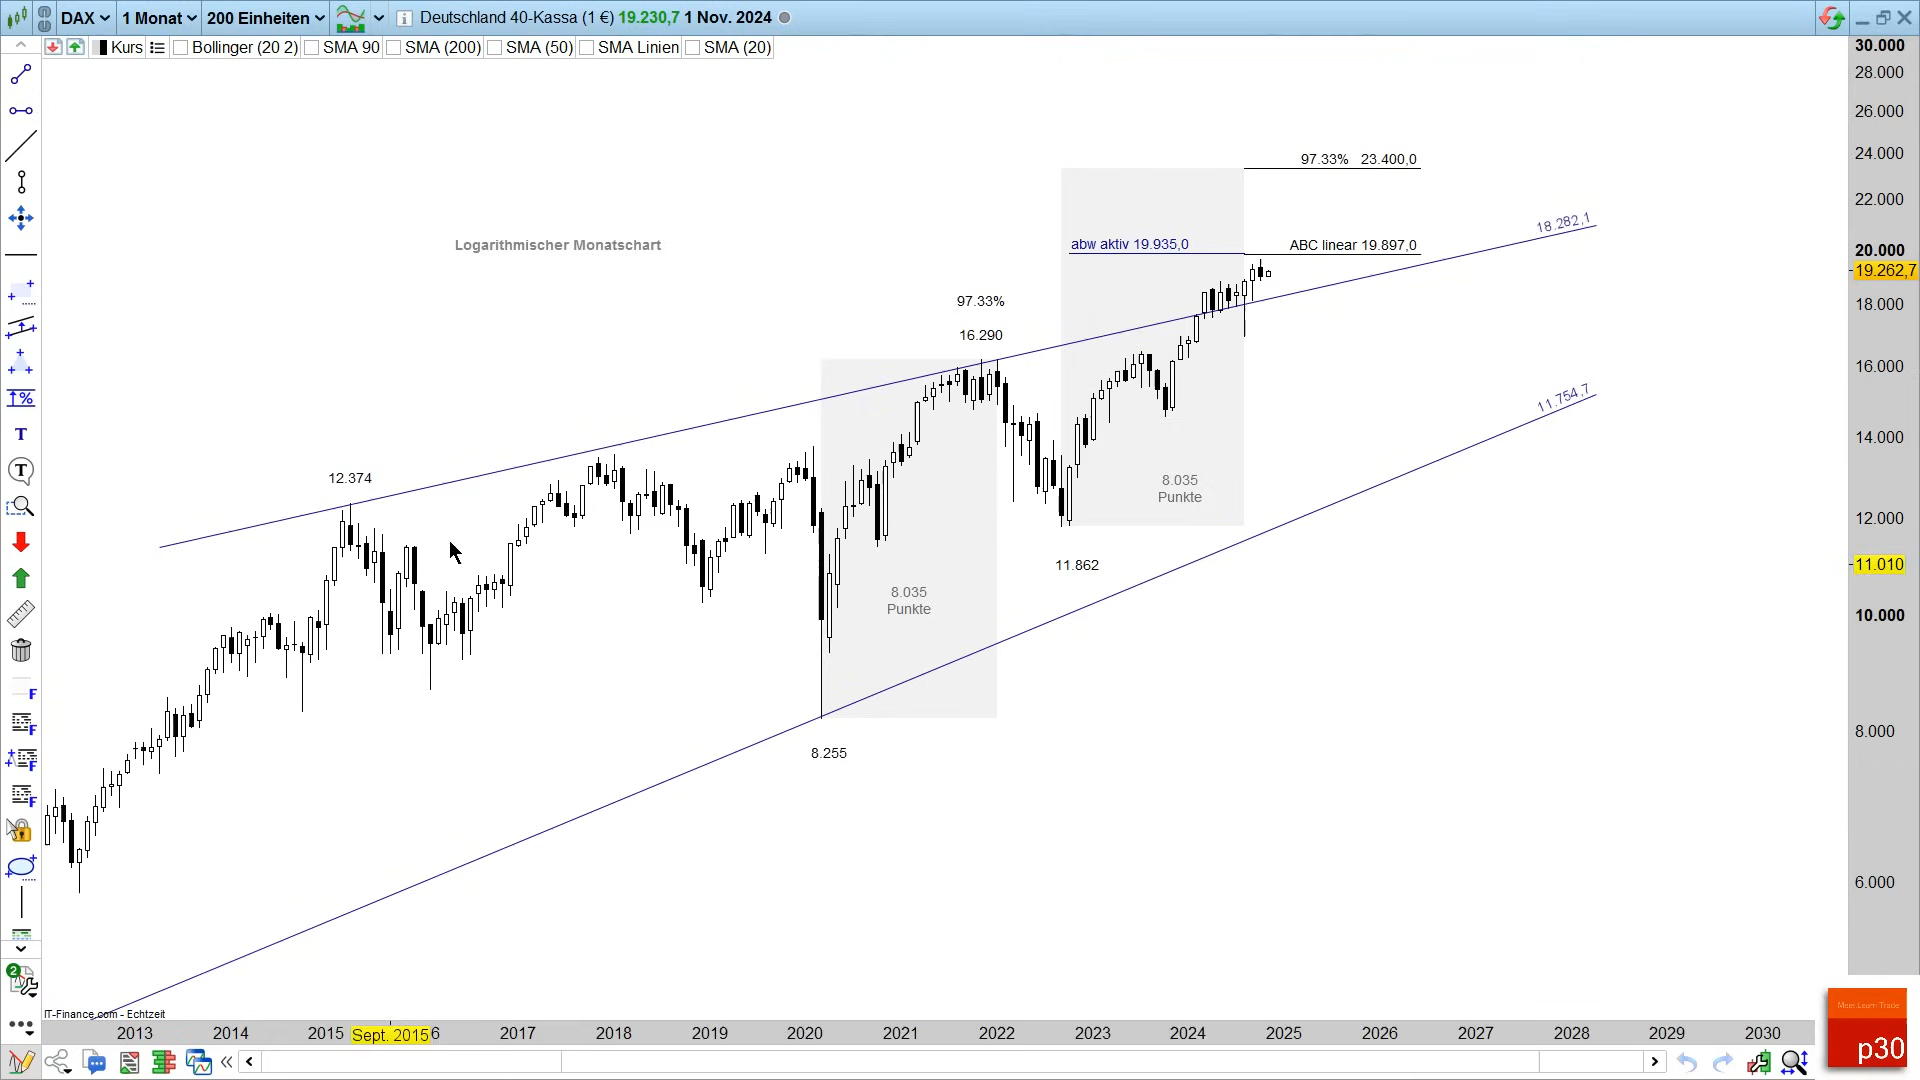 DAX 1 Monat 200 Einheiten Deutschland 40-Kassa (1 €) 19.230,7 1 Nov. 2024
Kurs Bollinger (20 2) SMA 90 SMA (200) SMA (50) SMA Linien SMA (20)
30.000
28.000
26.000
24.000
22.000
20.000
19.262,7
18.000
16.000
14.000
12.000
11.010
10.000
8.000
6.000
97.33% 23.400,0
18.282,1
Logarithmischer Monatschart
abw aktiv 19.935,0
ABC linear 19.897,0
97.33%
16.290
11.754,7
12.374
8.035
Punkte
11.862
8.035
Punkte
8.255
T
T
%
F
F
F
F
2
IT-Finance.com - Echtzeit
2013 2014 2015 Sept. 2015 6 2017 2018 2019 2020 2021 2022 2023 2024 2025 2026 2027 2028 2029 2030
Meet Learn Trade
p30